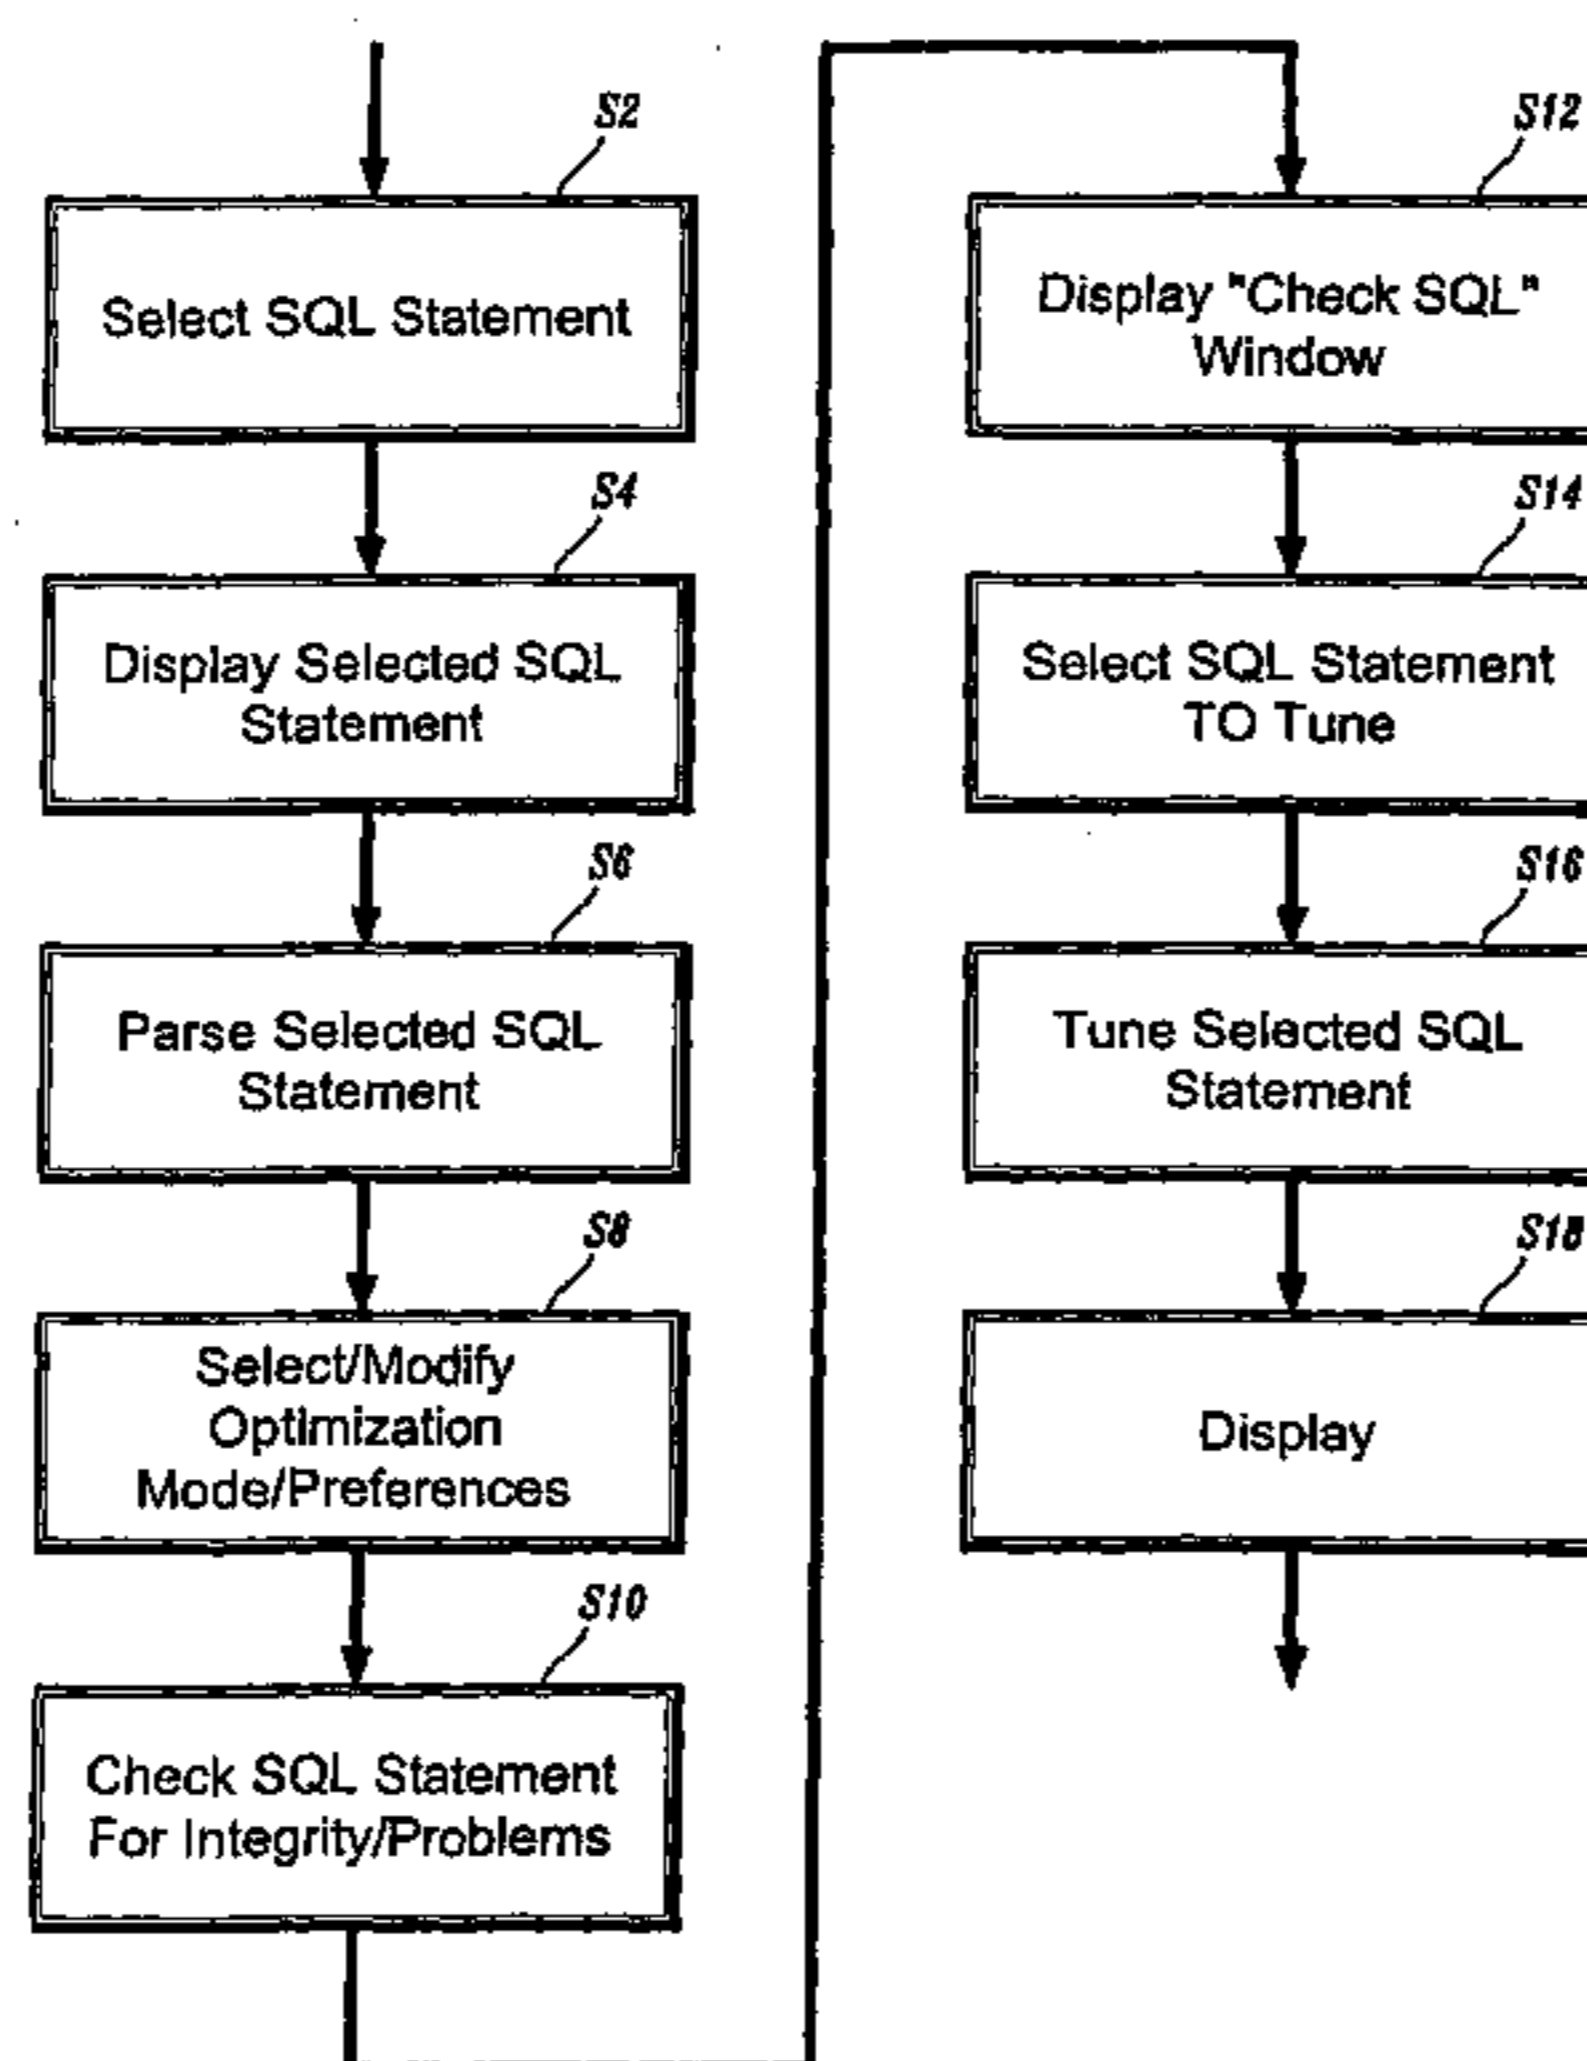 S2
Select SQL Statement
S4
Display Selected SQL
Statement
S6
Parse Selected SQL
Statement
S8
Select/Modify
Optimization
Mode/Preferences
S10
Check SQL Statement
For Integrity/Problems
S12
Display "Check SQL"
Window
S14
Select SQL Statement
TO Tune
S16
Tune Selected SQL
Statement
S18
Display